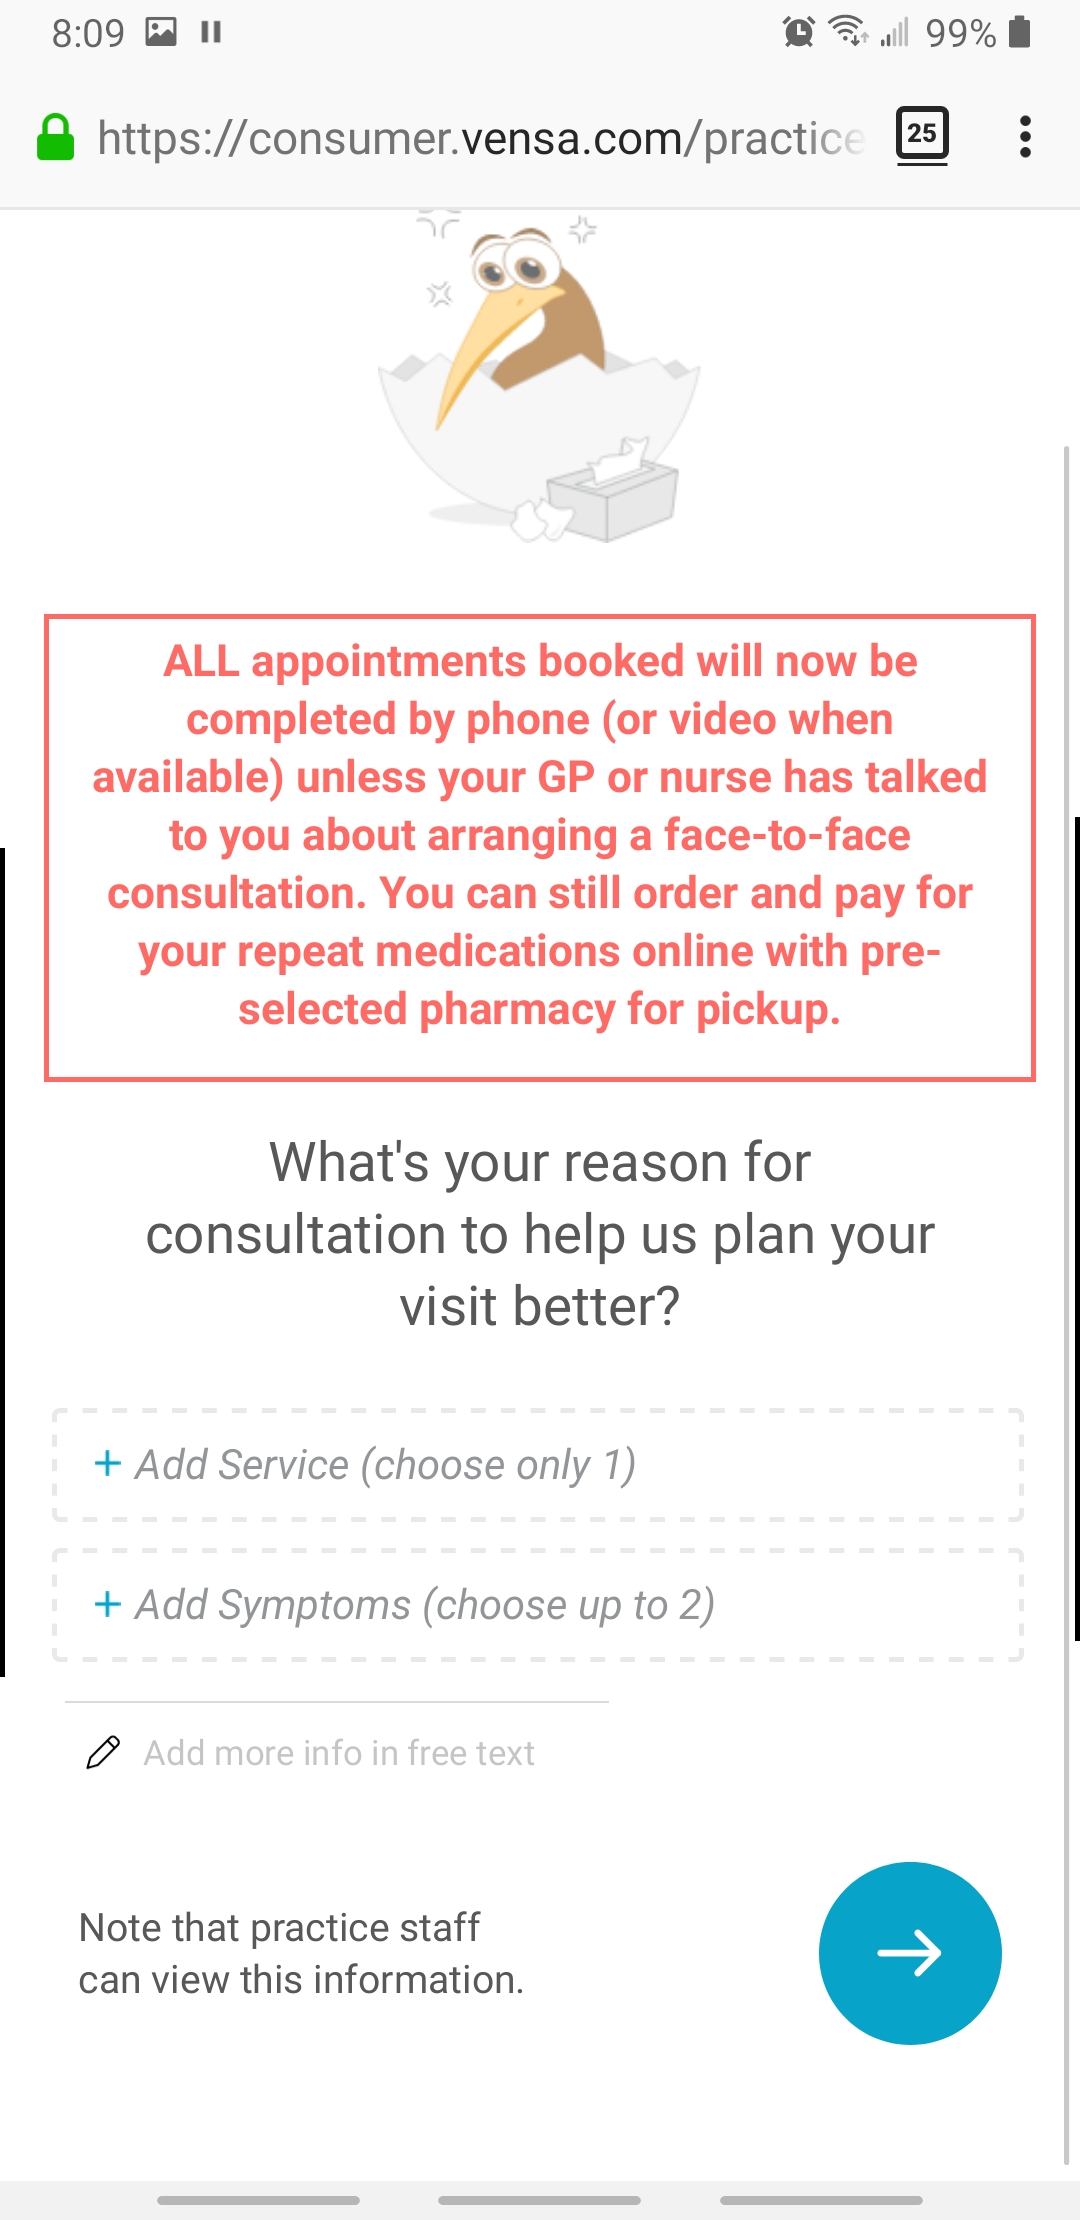 8:09
99%
https://consumer.vensa.com/practice
25
ALL appointments booked will now be
completed by phone (or video when
available) unless your GP or nurse has talked
to you about arranging a face-to-face
consultation. You can still order and pay for
your repeat medications online with pre-
selected pharmacy for pickup.
What's your reason for
consultation to help us plan your
visit better?
+ Add Service (choose only 1)
+ Add Symptoms (choose up to 2)
Add more info in free text
Note that practice staff
can view this information.